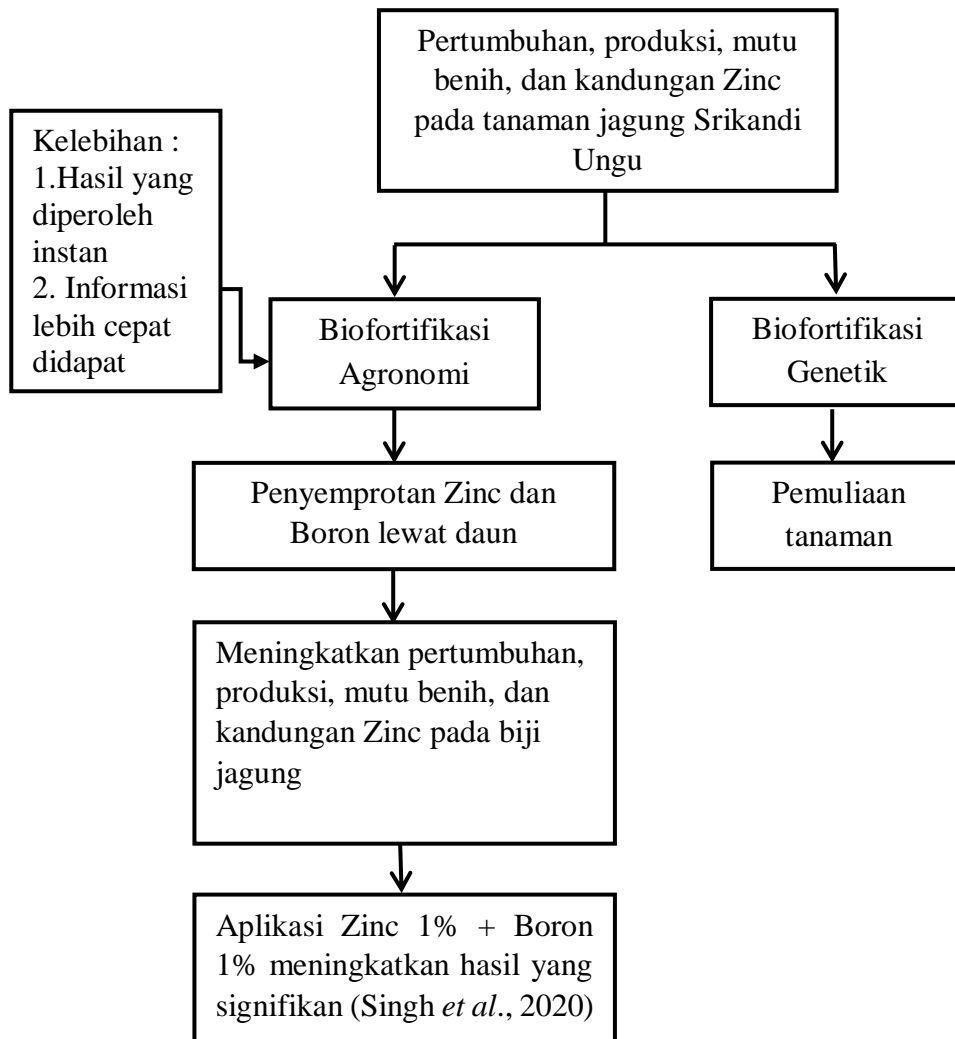 Pertumbuhan, produksi, mutu
benih, dan kandungan Zinc
pada tanaman jagung Srikandi
Ungu
Kelebihan :
1.Hasil yang
diperoleh
instan
2. Informasi
lebih cepat
didapat
Biofortifikasi
Agronomi
Biofortifikasi
Genetik
Penyemprotan Zinc dan
Boron lewat daun
Pemuliaan
tanaman
Meningkatkan pertumbuhan,
produksi, mutu benih, dan
kandungan Zinc pada biji
jagung
Aplikasi Zinc 1% + Boron
1% meningkatkan hasil yang
signifikan (Singh et al., 2020)